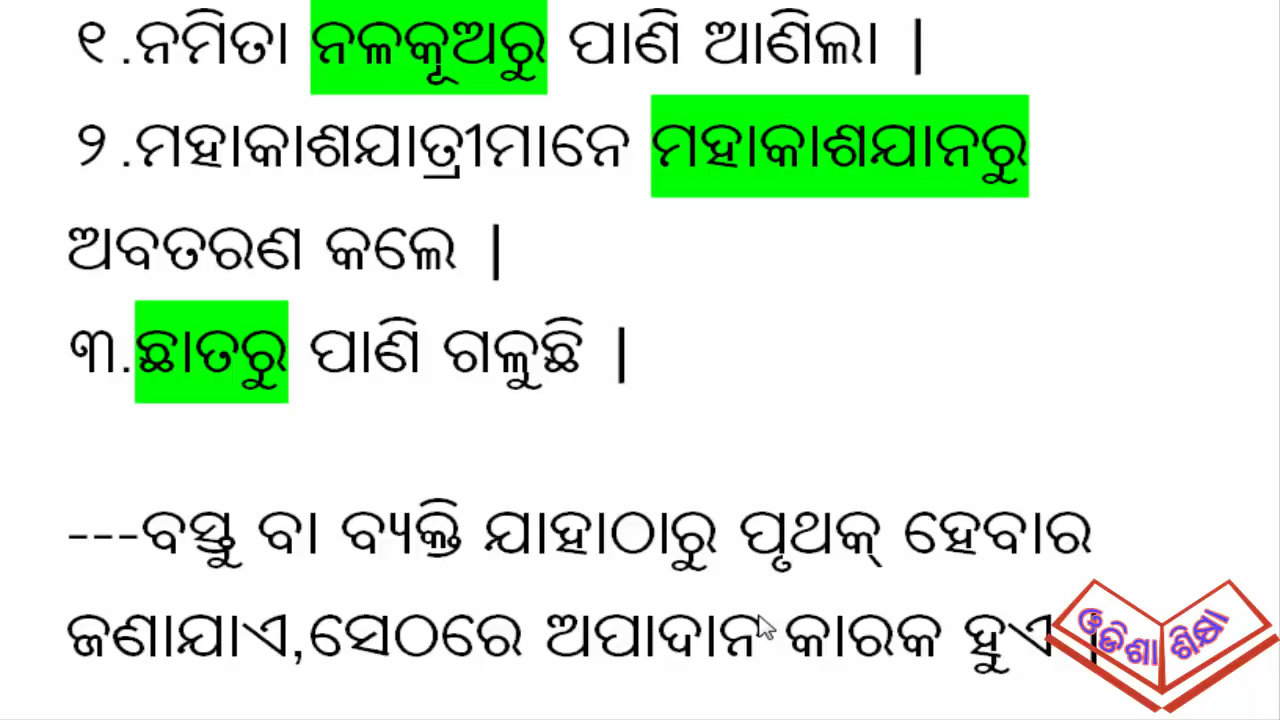 ୧.ନମିତା ନଳକୂଅରୁ ପାଣି ଆଣିଲା |
୨.ମହାକାଶଯାତ୍ରୀମାନେ ମହାକାଶଯାନରୁ
ଅବତରଣ କଲେ |
୩.ଛାତରୁ ପାଣି ଗଳୁଛି |
---ବସ୍ତୁ ବା ବ୍ୟକ୍ତି ଯାହାଠାରୁ ପୃଥକ୍ ହେବାର
ଜଣାଯାଏ,ସେଠରେ ଅପାଦାନ କାରକ ହୁଏ |
ଓଡିଶା ଶିକ୍ଷା